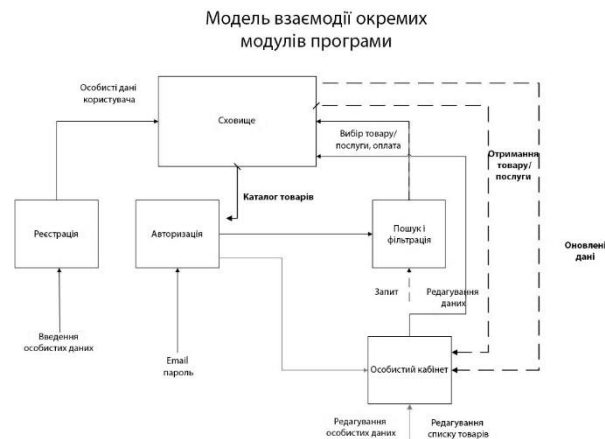 Модель взаємодії окремих
модулів програми
Особисті дані
користувача
Сховище
Вибір товару/
послуги, оплата
Отримання
товару/
послуги
Каталог товарів
Реєстрація
Авторизація
Пошук і
фільтрація
Оновлені
дані
Запит
Редагування
даних
Введення
особистих даних
Email
пароль
Особистий кабінет
Редагування
особистих даних
Редагування
списку товарів